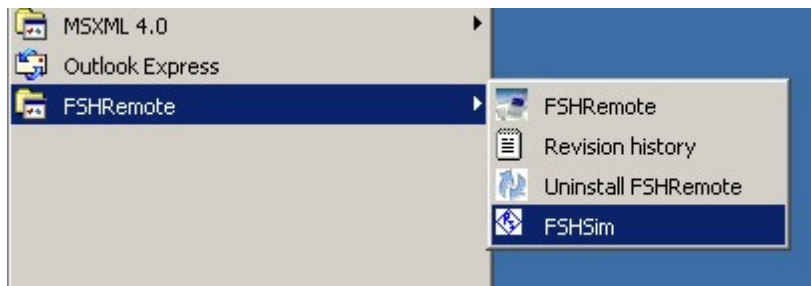 MSXML 4.0
Outlook Express
FSHRemote
FSHRemote
Revision history
Uninstall FSHRemote
FSHSim